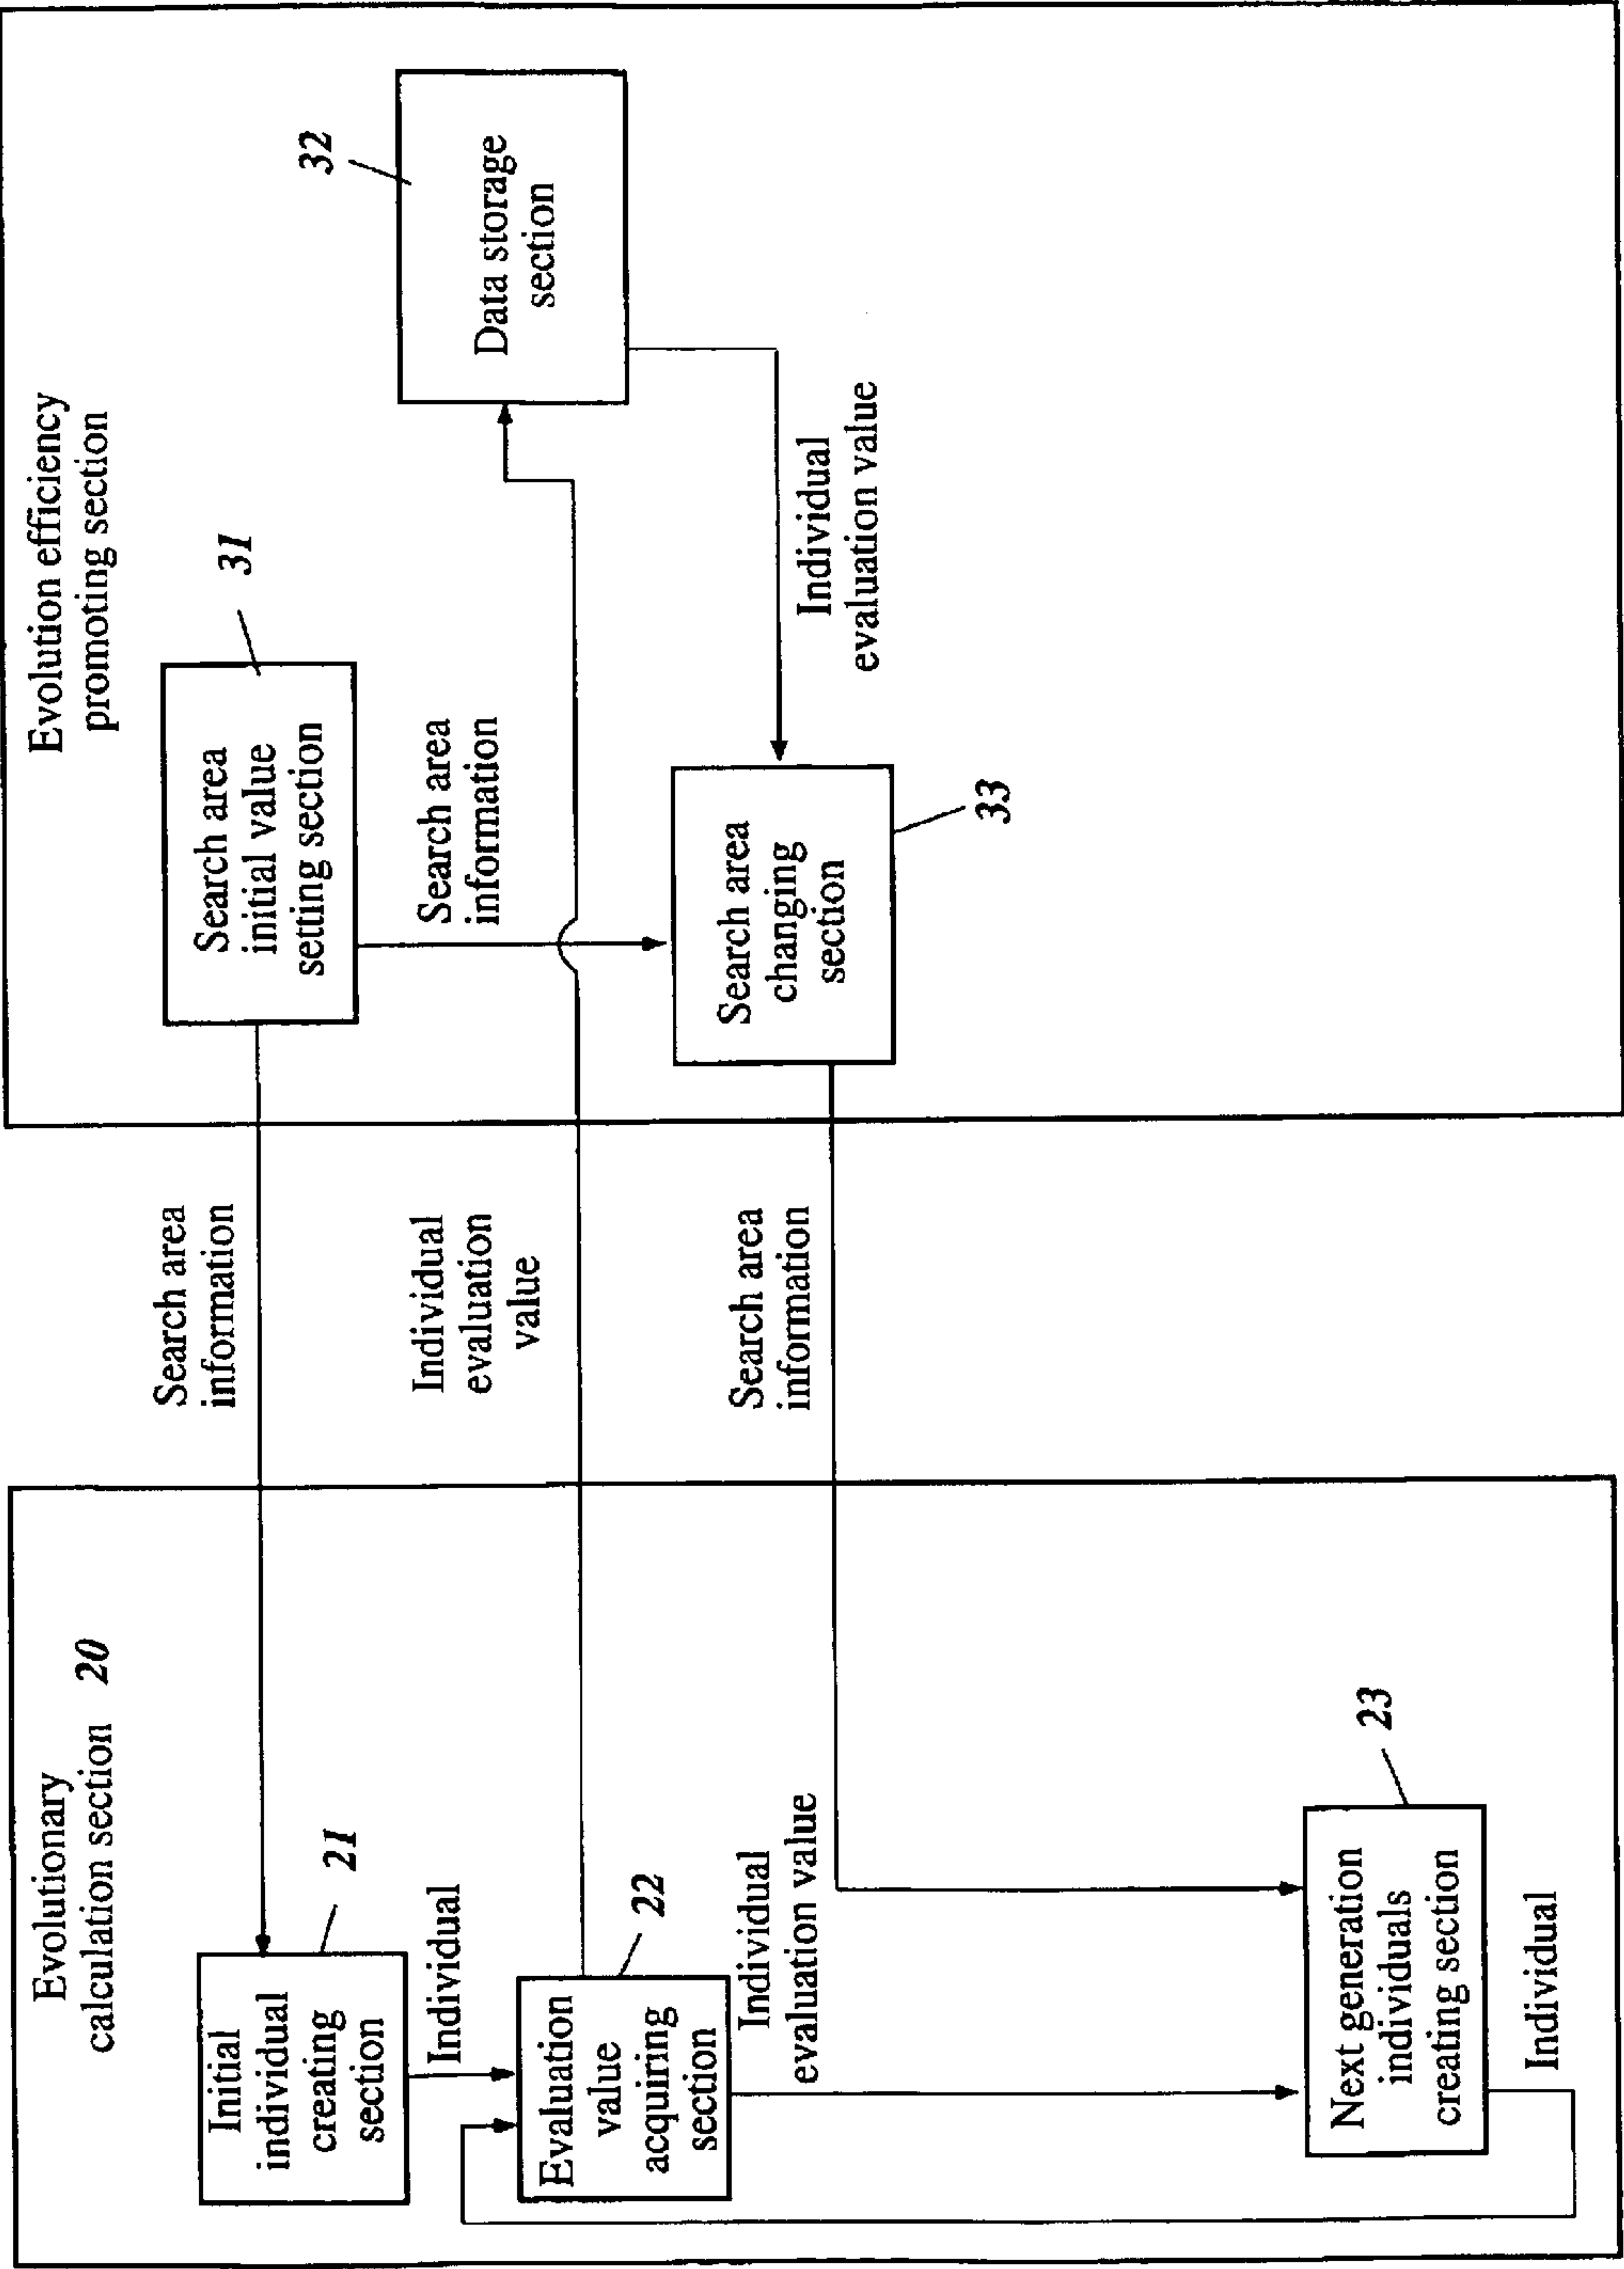 Evolutionary
calculation section 20
Initial
individual
creating
section
21
Individual
Evaluation
value
acquiring
section
22
Individual
evaluation value
Next generation
individuals
creating section
23
Individual
Search area
information
Individual
evaluation
value
Search area
information
Evolution efficiency
promoting section
Search area
initial value
setting section
31
Search area
information
Data storage
section
32
Individual
evaluation value
Search area
changing
section
33